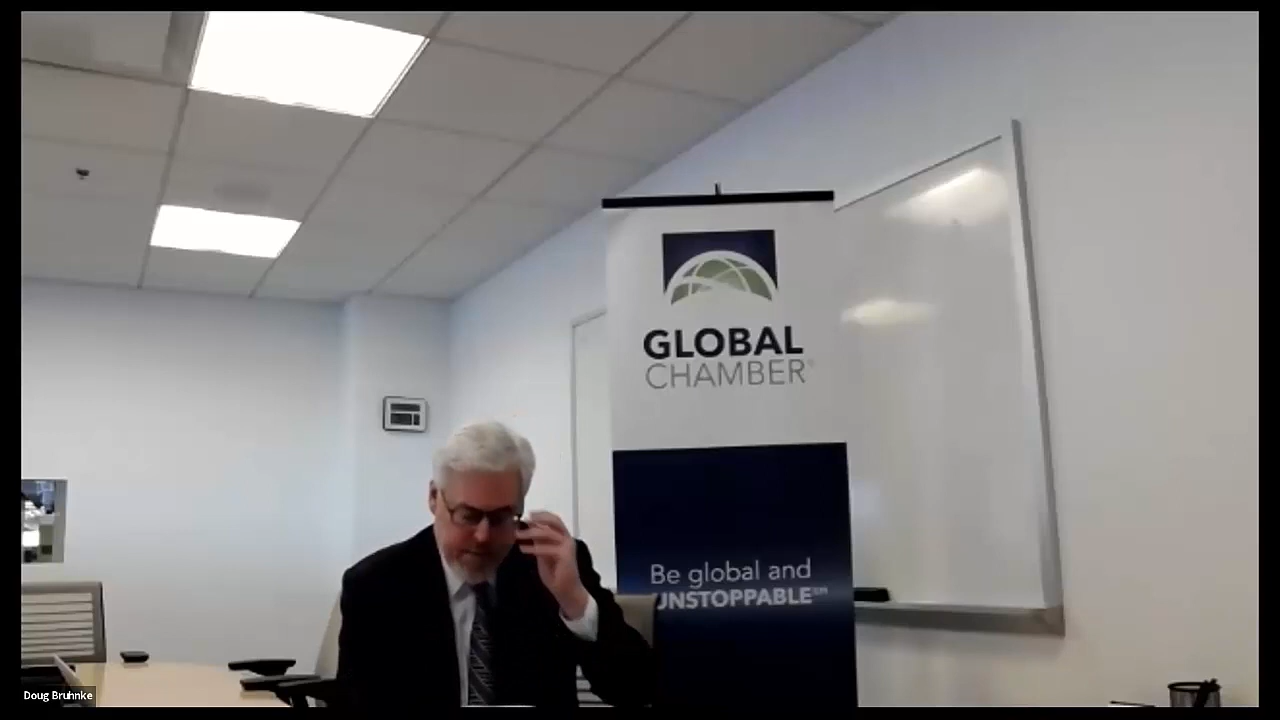 GLOBAL
CHAMBER®
Be global and
UNSTOPPABLE℠
Doug Bruhnke